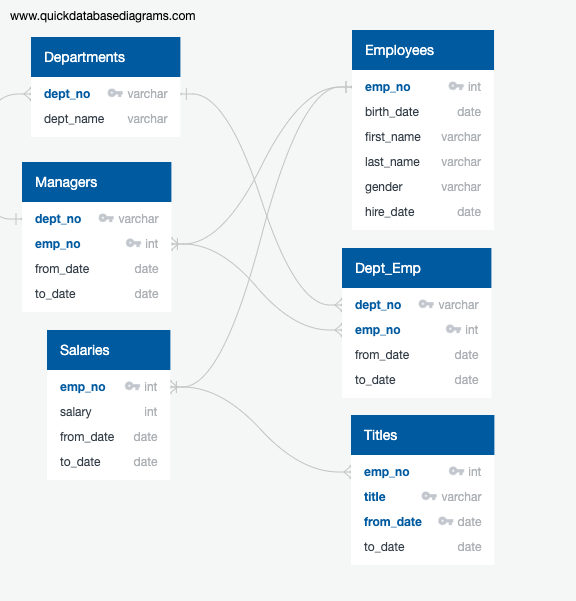 www.quickdatabasediagrams.com
Departments
dept_no varchar
dept_name varchar
Managers
dept_no varchar
emp_no int
from_date date
to_date date
Salaries
emp_no int
salary int
from_date date
to_date date
Employees
emp_no int
birth_date date
first_name varchar
last_name varchar
gender varchar
hire_date date
Dept_Emp
dept_no varchar
emp_no int
from_date date
to_date date
Titles
emp_no int
title varchar
from_date date
to_date date